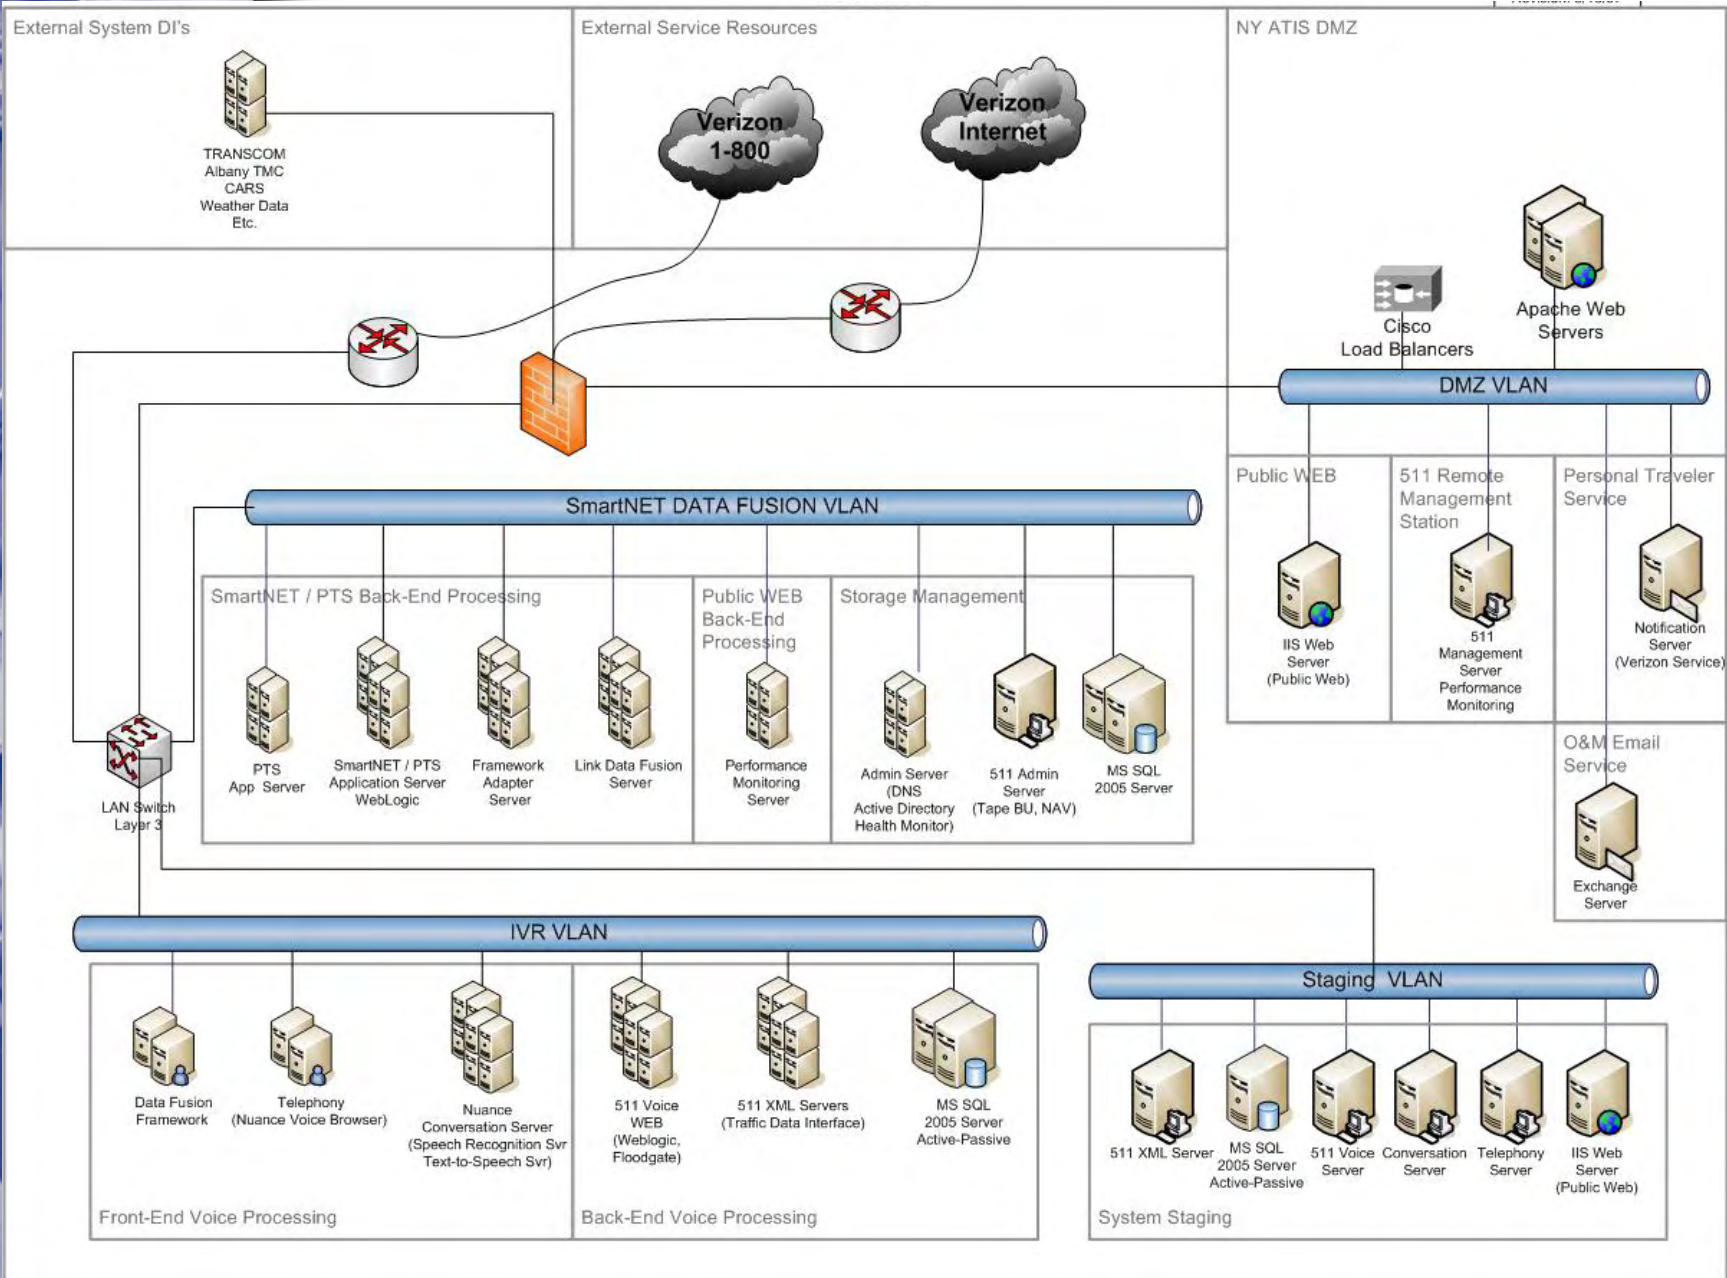 External System DI's
External Service Resources
NY ATIS DMZ
TRANSCOM
Albany TMC
CARS
Weather Data
Etc.
Verizon
1-800
Verizon
Internet
Cisco
Load Balancers
Apache Web
Servers
DMZ VLAN
Public WEB
511 Remote
Management
Station
Personal Traveler
Service
IIS Web
Server
(Public Web)
511
Management
Server
Performance
Monitoring
Notification
Server
(Verizon Service)
O&M Email
Service
Exchange
Server
SmartNET DATA FUSION VLAN
SmartNET / PTS Back-End Processing
Public WEB
Back-End
Processing
Storage Management
PTS
App Server
SmartNET / PTS
Application Server
WebLogic
Framework
Adapter
Server
Link Data Fusion
Server
Performance
Monitoring
Server
Admin Server
(DNS
Active Directory
Health Monitor)
511 Admin
Server
(Tape BU, NAV)
MS SQL
2005 Server
LAN Switch
Layer 3
IVR VLAN
Data Fusion
Framework
Telephony
(Nuance Voice Browser)
Nuance
Conversation Server
(Speech Recognition Svr
Text-to-Speech Svr)
511 Voice
WEB
(Weblogic,
Floodgate)
511 XML Servers
(Traffic Data Interface)
MS SQL
2005 Server
Active-Passive
Front-End Voice Processing
Back-End Voice Processing
Staging VLAN
511 XML Server
MS SQL
2005 Server
Active-Passive
511 Voice
Server
Conversation
Server
Telephony
Server
IIS Web
Server
(Public Web)
System Staging